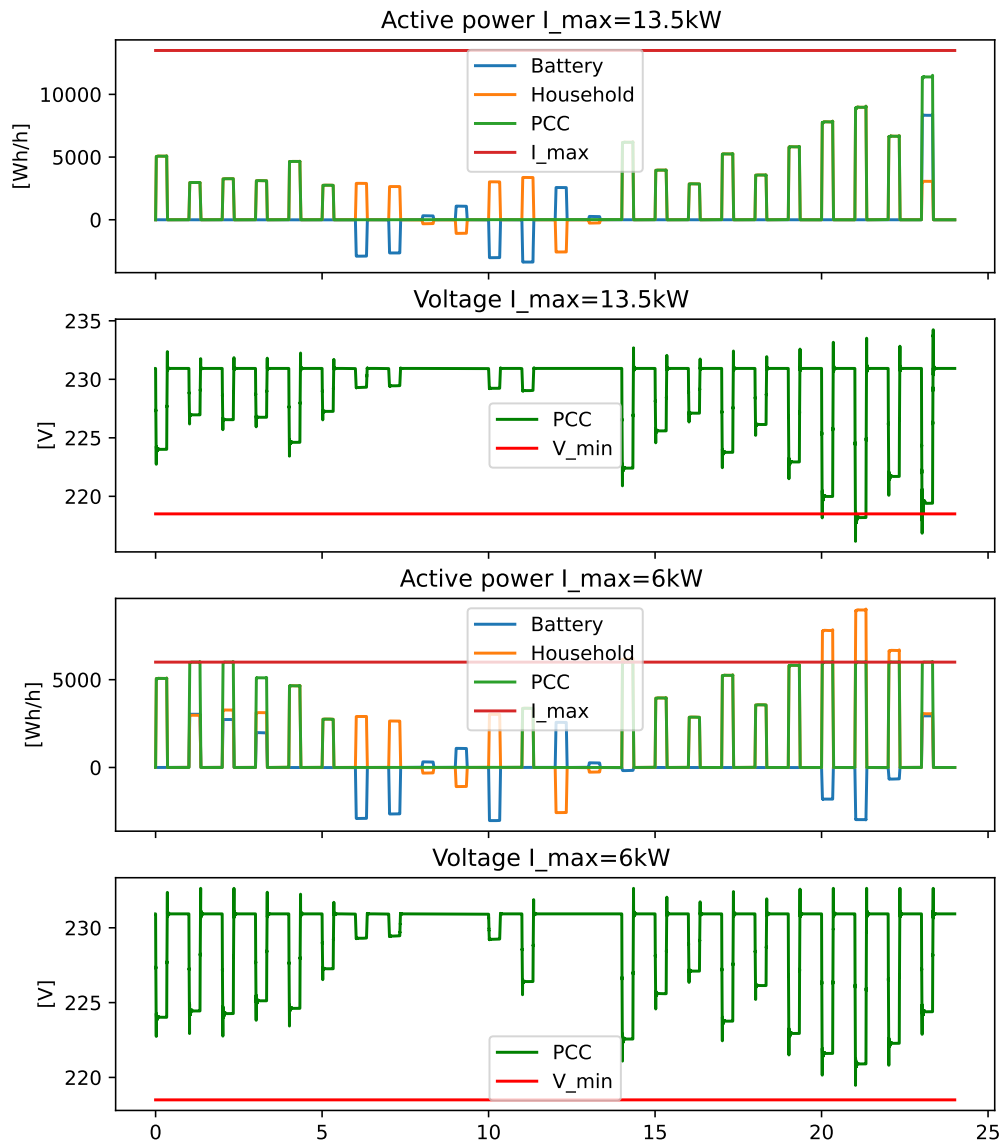 Active power I_max=13.5kW
10000
5000
0
[Wh/h]
Battery
Household
PCC
I_max
Voltage I_max=13.5kW
235
230
225
220
[V]
PCC
V_min
Active power I_max=6kW
5000
0
[Wh/h]
Battery
Household
PCC
I_max
Voltage I_max=6kW
230
225
220
[V]
PCC
V_min
0 5 10 15 20 25